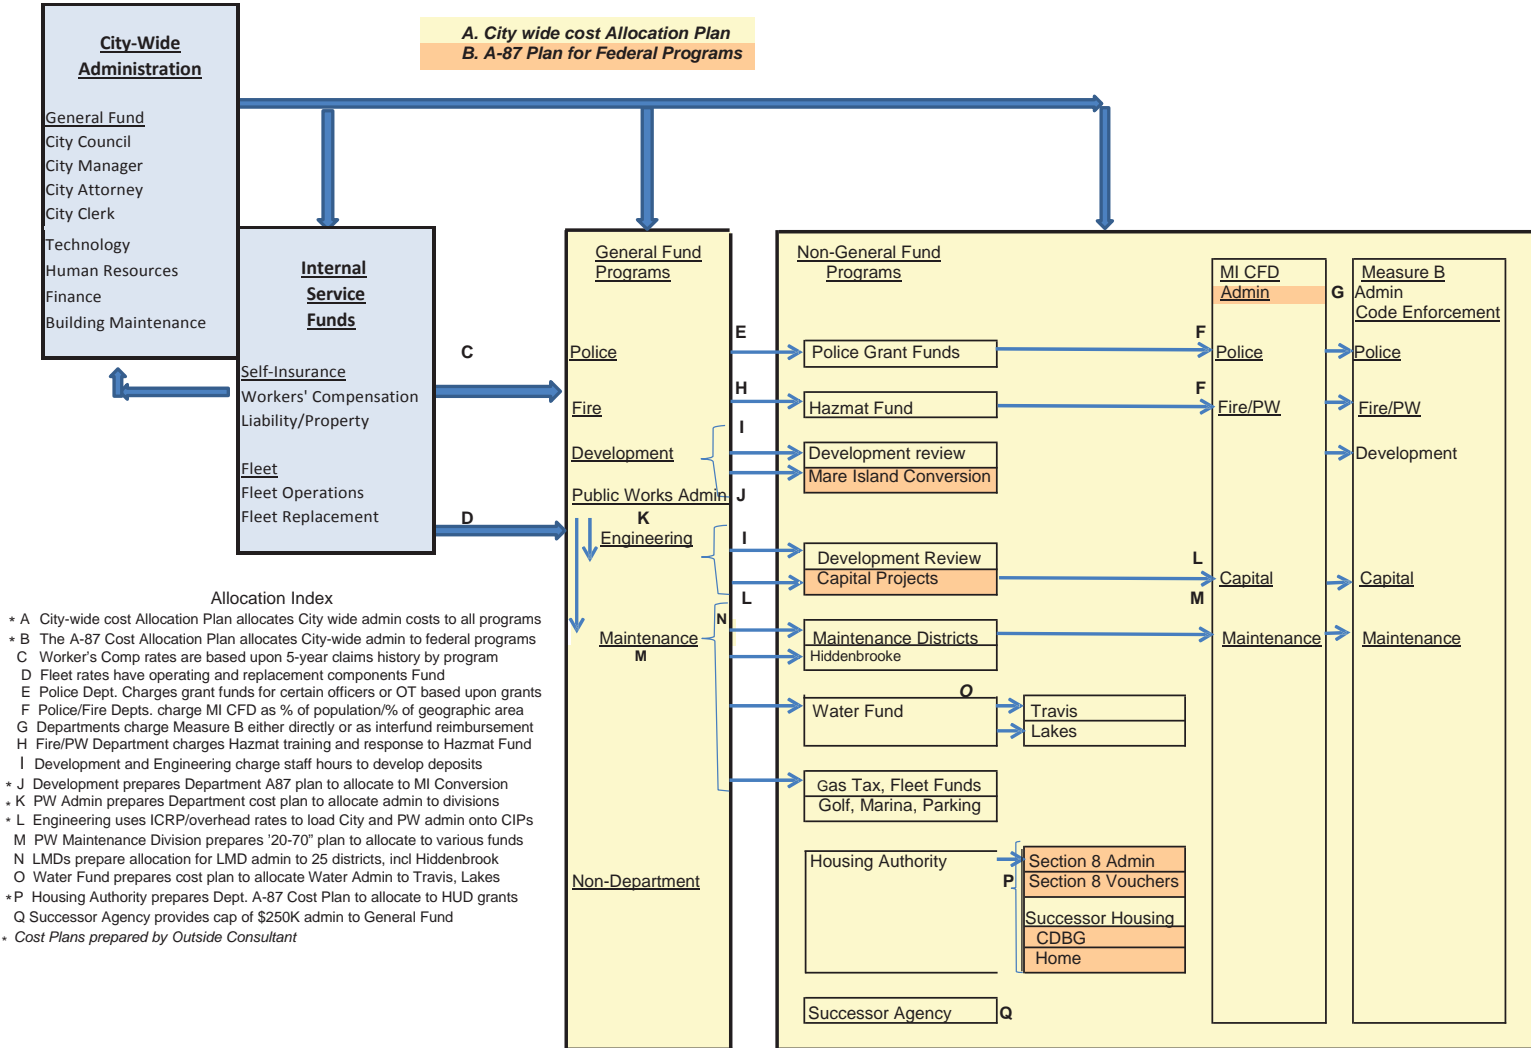 A. City wide cost Allocation Plan
B. A-87 Plan for Federal Programs
City-Wide
Administration
General Fund
City Council
City Manager
City Attorney
City Clerk
Technology
Human Resources
Finance
Building Maintenance
Internal
Service
Funds
Self-Insurance
Workers' Compensation
Liability/Property
Fleet
Fleet Operations
Fleet Replacement
C
D
General Fund
Programs
Police
Fire
Development
Public Works Admin
K
Engineering
Maintenance
M
N
Non-Department
E
H
I
J
I
L
Non-General Fund
Programs
Police Grant Funds
Hazmat Fund
Development review
Mare Island Conversion
Development Review
Capital Projects
Maintenance Districts
Hiddenbrooke
Water Fund
O
Travis
Lakes
Gas Tax, Fleet Funds
Golf, Marina, Parking
Housing Authority
P
Section 8 Admin
Section 8 Vouchers
Successor Housing
CDBG
Home
Successor Agency
Q
F
F
L
M
MI CFD
Admin
Police
Fire/PW
Capital
Maintenance
G
Measure B
Admin
Code Enforcement
Police
Fire/PW
Development
Capital
Maintenance
Allocation Index
* A City-wide cost Allocation Plan allocates City wide admin costs to all programs
* B The A-87 Cost Allocation Plan allocates City-wide admin to federal programs
C Worker's Comp rates are based upon 5-year claims history by program
D Fleet rates have operating and replacement components Fund
E Police Dept. Charges grant funds for certain officers or OT based upon grants
F Police/Fire Depts. charge MI CFD as % of population/% of geographic area
G Departments charge Measure B either directly or as interfund reimbursement
H Fire/PW Department charges Hazmat training and response to Hazmat Fund
I Development and Engineering charge staff hours to develop deposits
* J Development prepares Department A87 plan to allocate to MI Conversion
* K PW Admin prepares Department cost plan to allocate admin to divisions
* L Engineering uses ICRP/overhead rates to load City and PW admin onto CIPs
M PW Maintenance Division prepares '20-70" plan to allocate to various funds
N LMDs prepare allocation for LMD admin to 25 districts, incl Hiddenbrook
O Water Fund prepares cost plan to allocate Water Admin to Travis, Lakes
*P Housing Authority prepares Dept. A-87 Cost Plan to allocate to HUD grants
Q Successor Agency provides cap of $250K admin to General Fund
* Cost Plans prepared by Outside Consultant